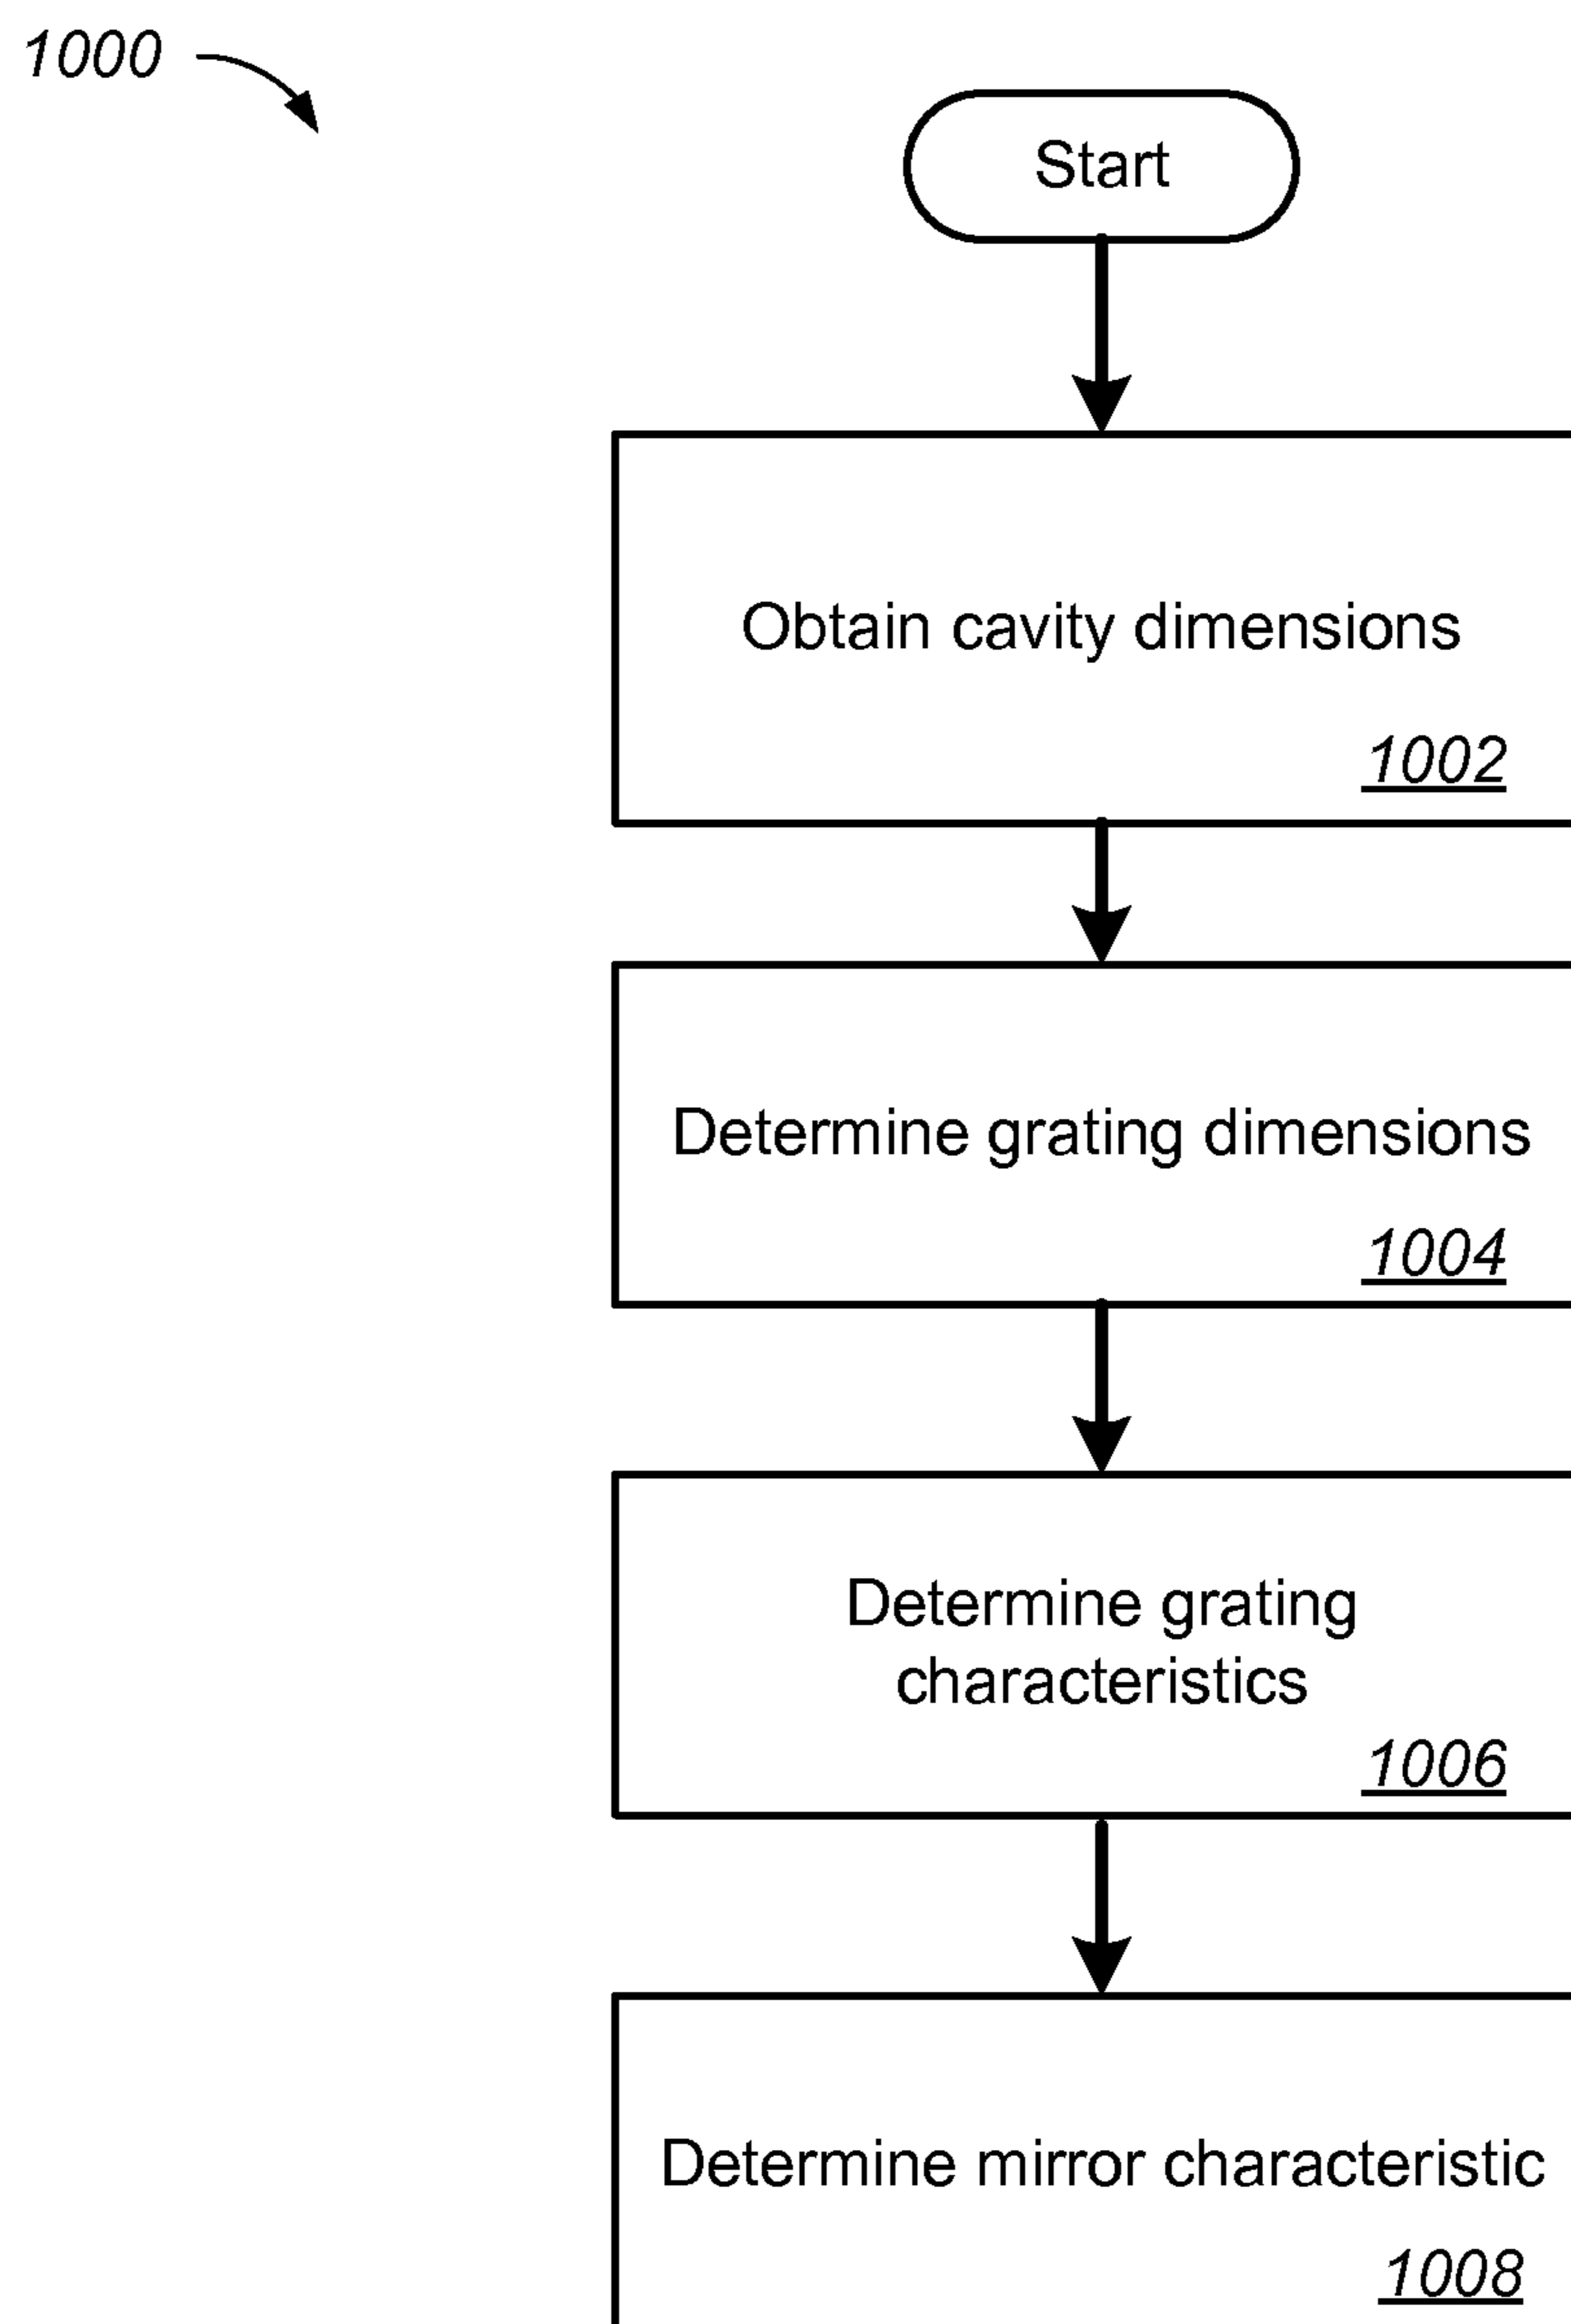 1000
Start
Obtain cavity dimensions
1002
Determine grating dimensions
1004
Determine grating
characteristics
1006
Determine mirror characteristic
1008